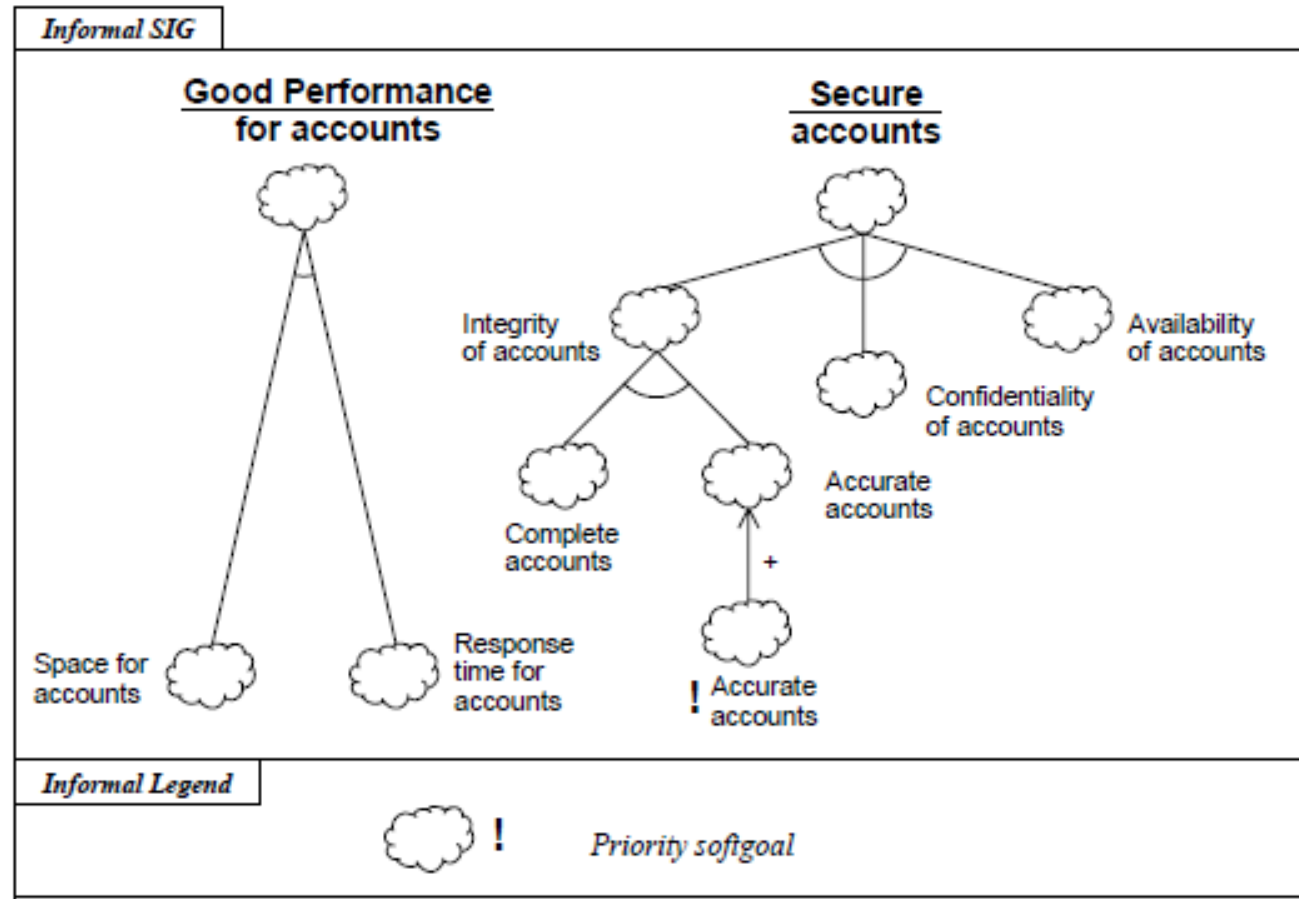 Informal SIG
Good Performance
for accounts
Secure
accounts
Integrity
of accounts
Availability
of accounts
Confidentiality
of accounts
Accurate
accounts
Complete
accounts
+
Space for
accounts
Response
time for
accounts
! Accurate
accounts
Informal Legend
! Priority softgoal